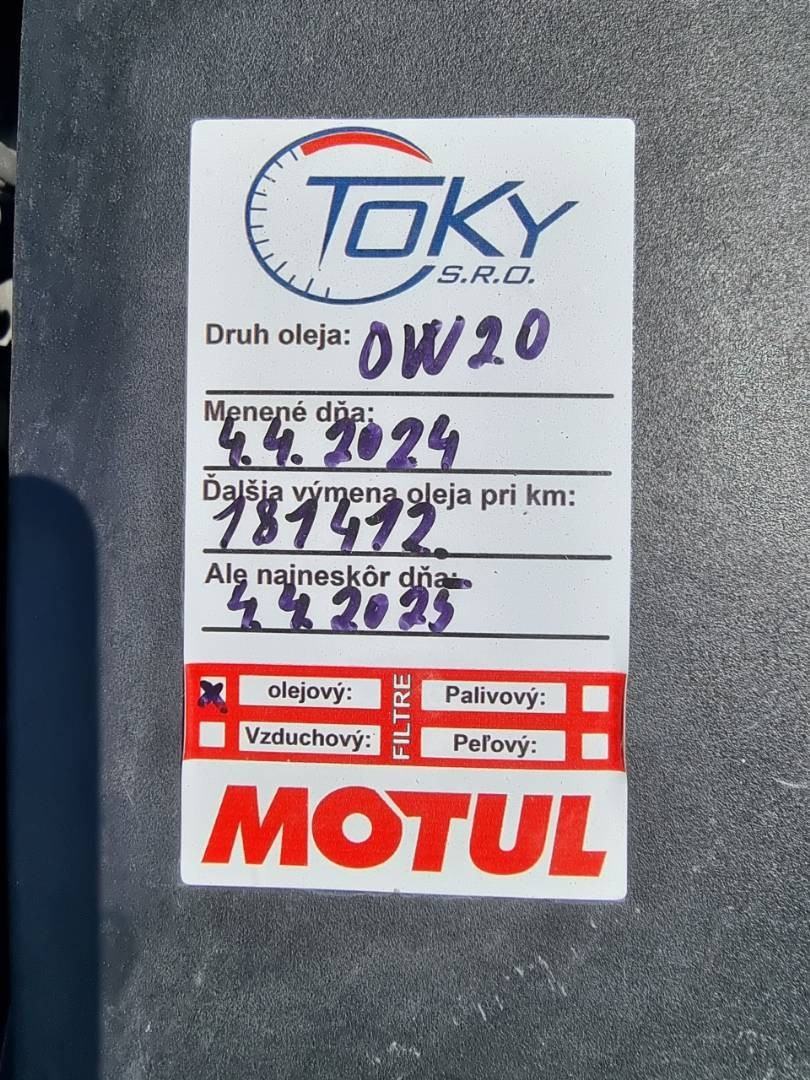 TOKY
S.R.O.
Druh oleja: 0W20
Menené dňa:
4.4. 2024
Ďalšia výmena oleja pri km:
181412.
Ale najneskôr dňa:
4.4.2025
olejový:
Vzduchový:
FILTRE
Palivový:
Peľový:
MOTUL